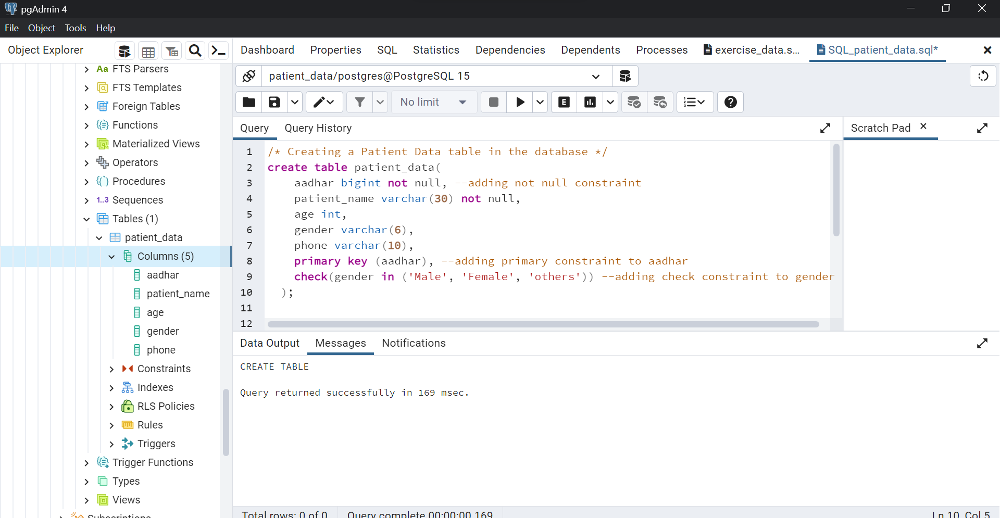 pgAdmin 4
File Object Tools Help
Object Explorer
Dashboard Properties SQL Statistics Dependencies Dependents Processes exercise_data.s... SQL_patient_data.sql*
Aa FTS Parsers
FTS Templates
Foreign Tables
Functions
Materialized Views
Operators
Procedures
1..3 Sequences
Tables (1)
patient_data
Columns (5)
aadhar
patient_name
age
gender
phone
Constraints
Indexes
RLS Policies
Rules
Triggers
Trigger Functions
Types
Views
Subscriptions
patient_data/postgres@PostgreSQL 15
No limit
E
Query Query History
Scratch Pad
1 /* Creating a Patient Data table in the database */
2 create table patient_data(
3 aadhar bigint not null, --adding not null constraint
4 patient_name varchar(30) not null,
5 age int,
6 gender varchar(6),
7 phone varchar(10),
8 primary key (aadhar), --adding primary constraint to aadhar
9 check(gender in ('Male', 'Female', 'others')) --adding check constraint to gender
10 );
11
12
Data Output Messages Notifications
CREATE TABLE
Query returned successfully in 169 msec.
Total rows: 0 of 0 Query complete 00:00:00.169 Ln 10, Col 5